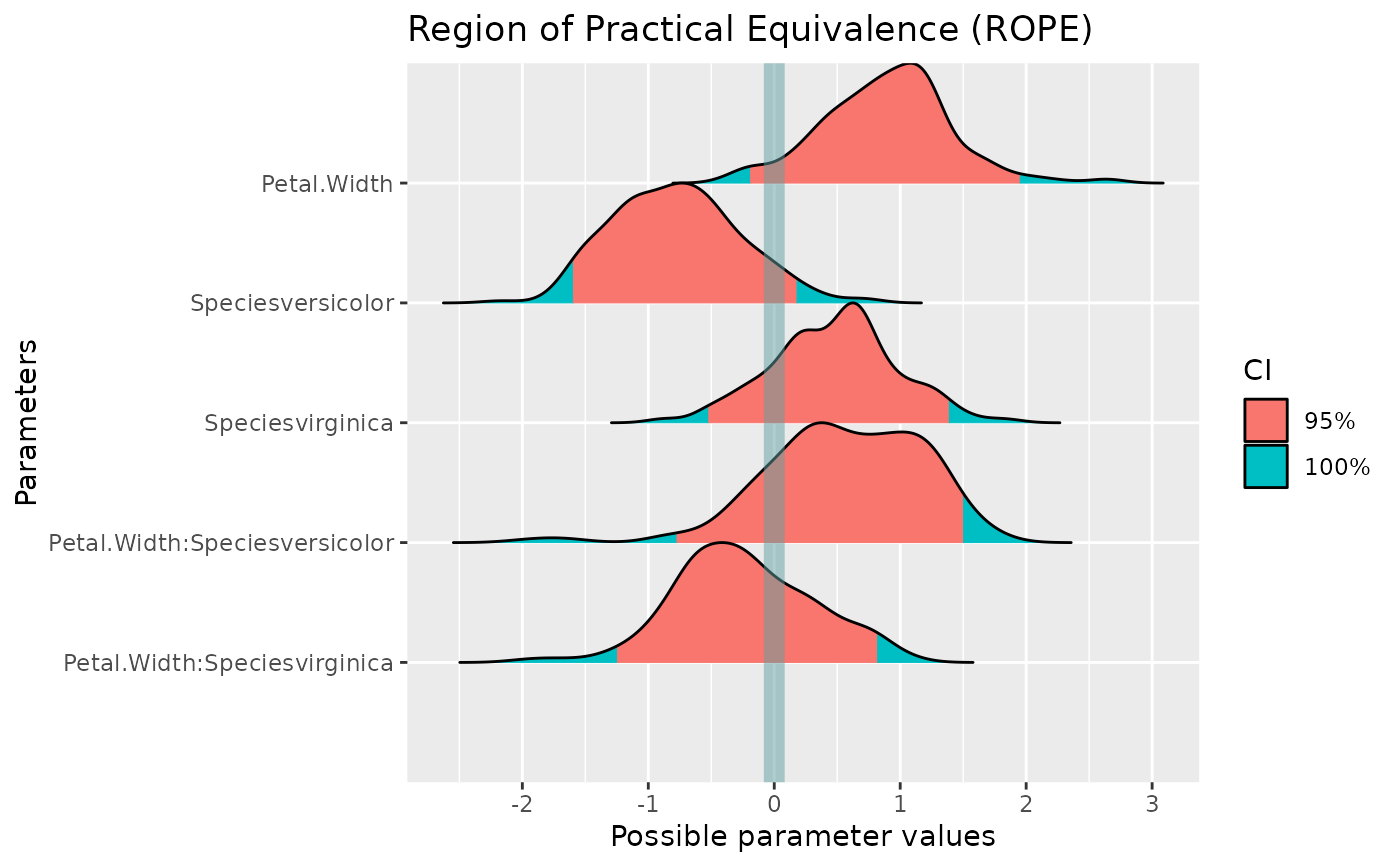 Region of Practical Equivalence (ROPE)
Petal.Width
Speciesversicolor
Speciesvirginica
Petal.Width:Speciesversicolor
Petal.Width:Speciesvirginica
Parameters
-2 -1 0 1 2 3
Possible parameter values
CI
95%
100%